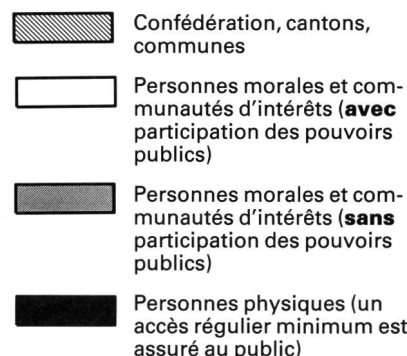 Confédération, cantons,
communes
Personnes morales et com-
munautés d'intérêts (avec
participation des pouvoirs
publics)
Personnes morales et com-
munautés d'intérêts (sans
participation des pouvoirs
publics)
Personnes physiques (un
accès régulier minimum est
assuré au public)